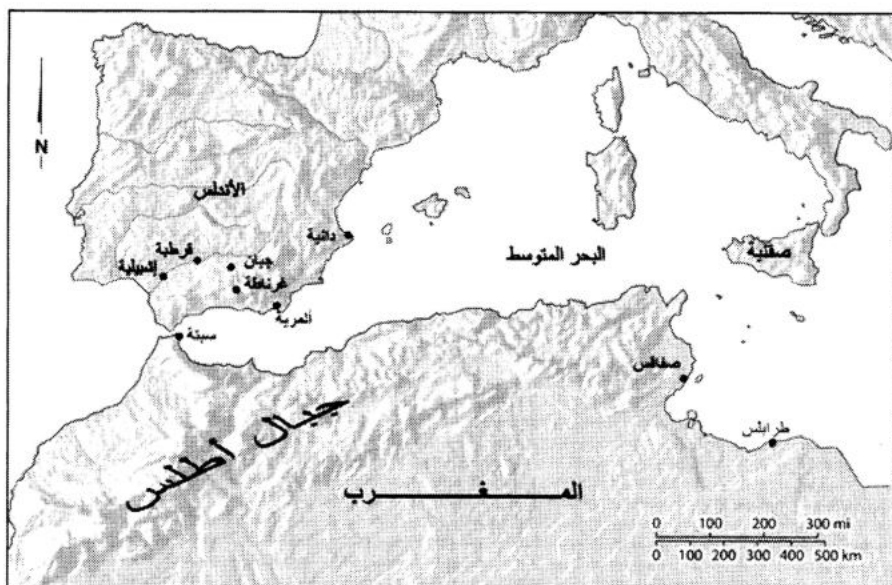 N
الأندلس
دانية
قرطبة
جيان
إشبيلية
غرناطة
المرية
سبتة
البحر المتوسط
صقلية
صفاقس
طرابلس
جبال أطلس
المـــغـــرب
0 100 200 300 mi
0 100 200 300 400 500 km